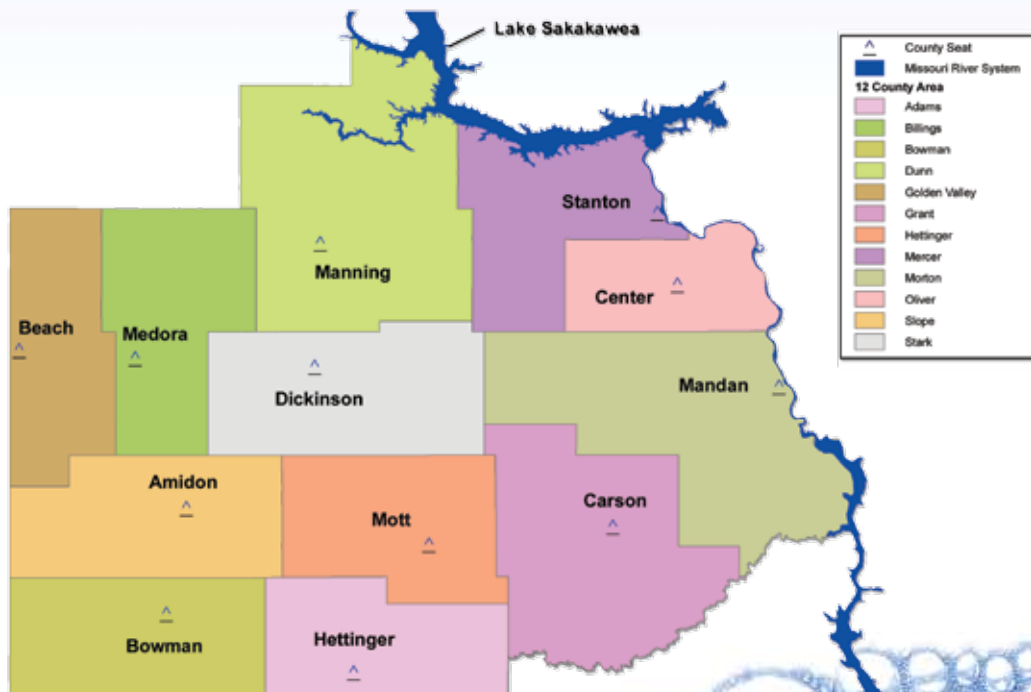 Lake Sakakawea
County Seat
Missouri River System
12 County Area
Adams
Billings
Bowman
Dunn
Golden Valley
Grant
Hettinger
Mercer
Morton
Oliver
Slope
Stark
Stanton
Manning
Center
Beach
Medora
Dickinson
Mandan
Amidon
Mott
Carson
Bowman
Hettinger